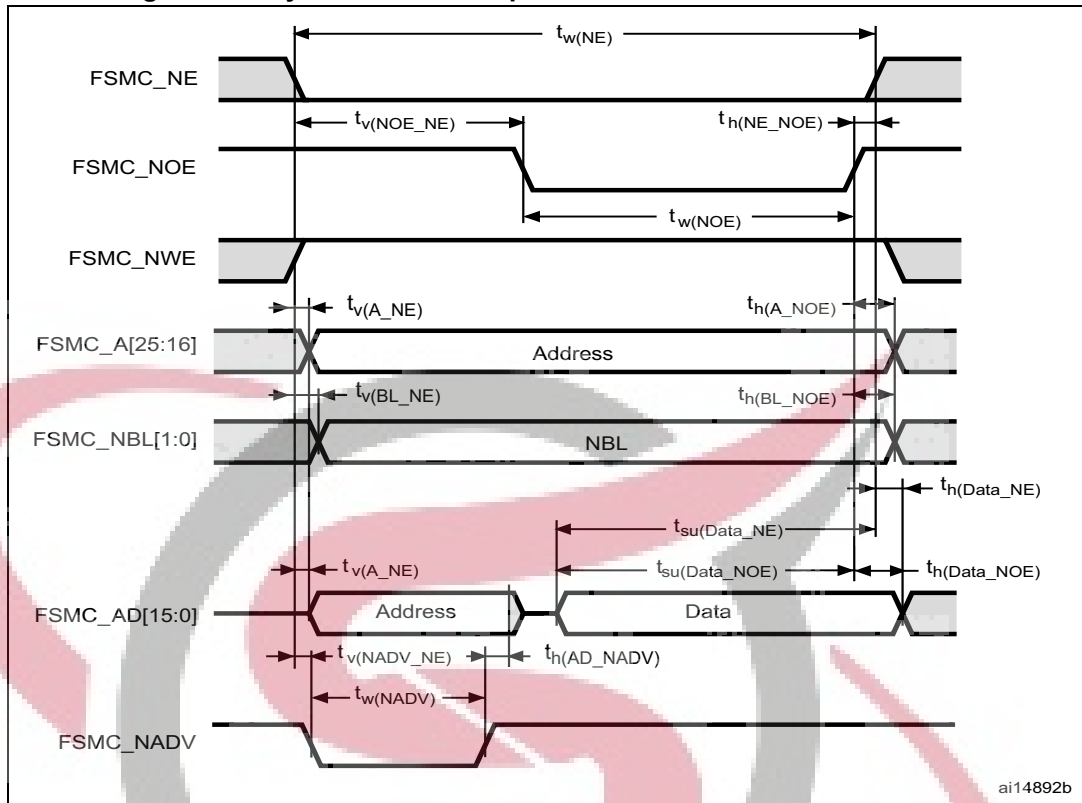 tw(NE)
FSMC_NE
tv(NOE_NE)
th(NE_NOE)
FSMC_NOE
tw(NOE)
FSMC_NWE
tv(A_NE)
th(A_NOE)
FSMC_A[25:16]
Address
tv(BL_NE)
th(BL_NOE)
FSMC_NBL[1:0]
NBL
th(Data_NE)
tsu(Data_NE)
tv(A_NE)
tsu(Data_NOE)
th(Data_NOE)
FSMC_AD[15:0]
Address
Data
tv(NADV_NE)
th(AD_NADV)
tw(NADV)
FSMC_NADV
ai14892b